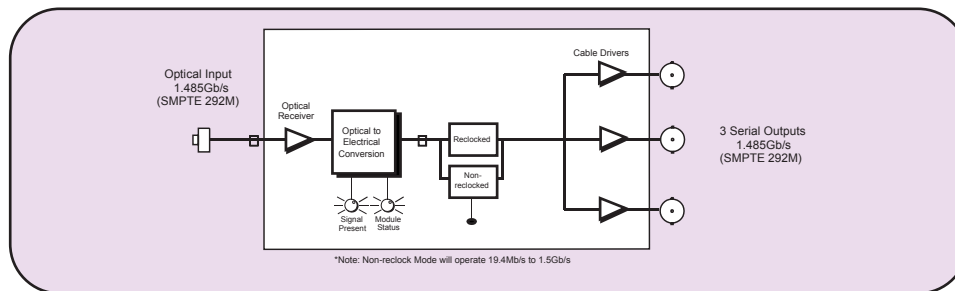 Cable Drivers
Optical Input
1.485Gb/s
(SMPTE 292M)
Optical
Receiver
Optical to
Electrical
Conversion
Reclocked
Non-
reclocked
3 Serial Outputs
1.485Gb/s
(SMPTE 292M)
Signal
Present
Module
Status
*Note: Non-reclock Mode will operate 19.4Mb/s to 1.5Gb/s